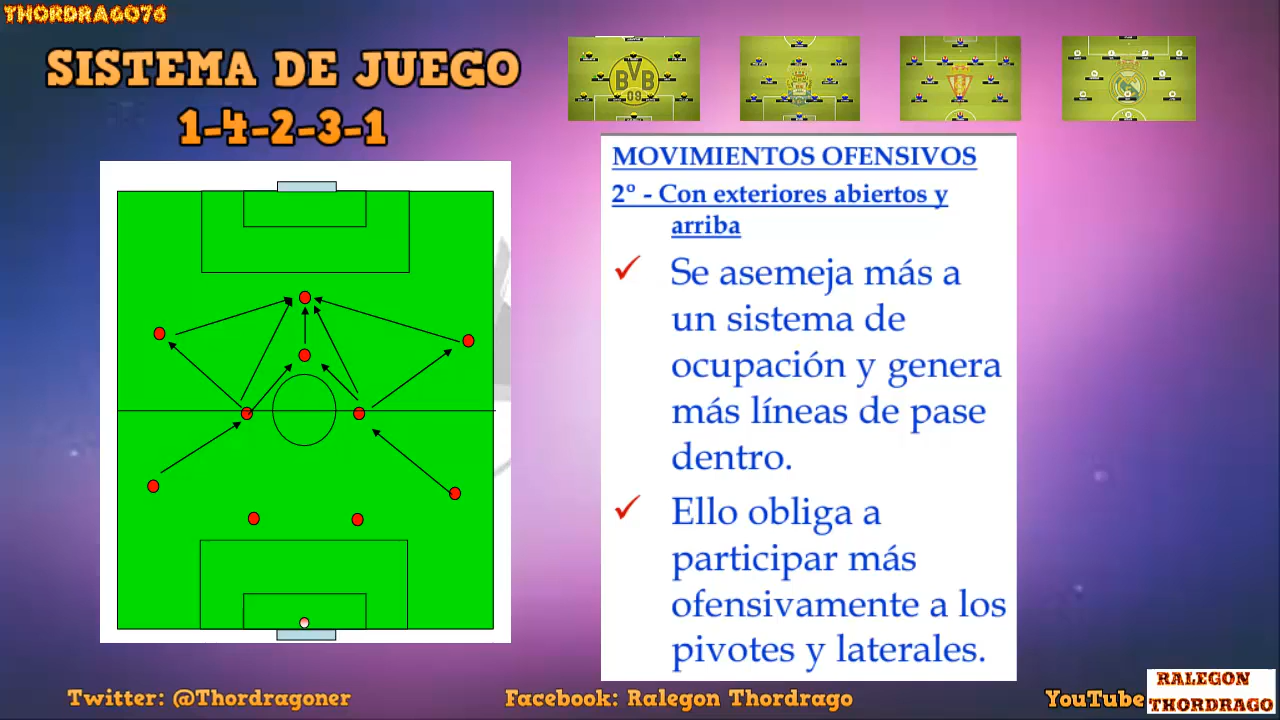 THORDRAGO76
SISTEMA DE JUEGO
1-4-2-3-1
BVB
09
MOVIMIENTOS OFENSIVOS
2º - Con exteriores abiertos y
arriba
✓ Se asemeja más a
un sistema de
ocupación y genera
más líneas de pase
dentro.
✓ Ello obliga a
participar más
ofensivamente a los
pivotes y laterales.
Twitter: @Thordragoner
Facebook: Ralegon Thordrago
YouTube
RALEGON
THORDRAGO